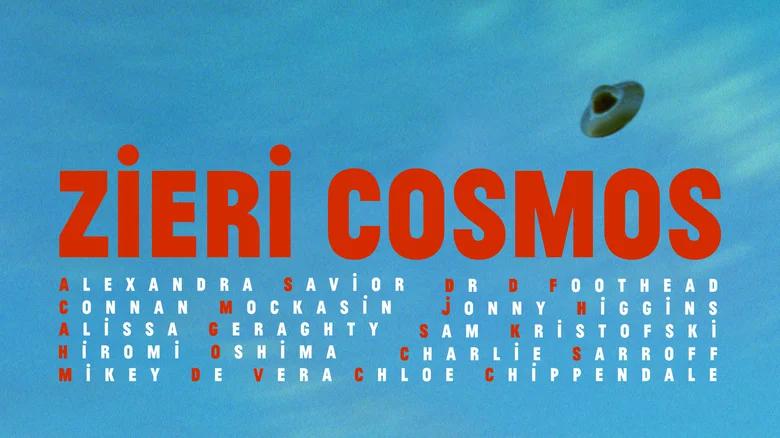 ZİERİ COSMOS
ALEXANDRA SAVİOR DR D FOOTHEAD
CONNAN MOCKASİN JONNY HİGGİNS
ALİSSA GERAGHTY SAM KRİSTOFSKİ
HİROMİ OSHİMA CHARLİE SARROFF
MİKEY DE VERA CHLOE CHİPPENDALE